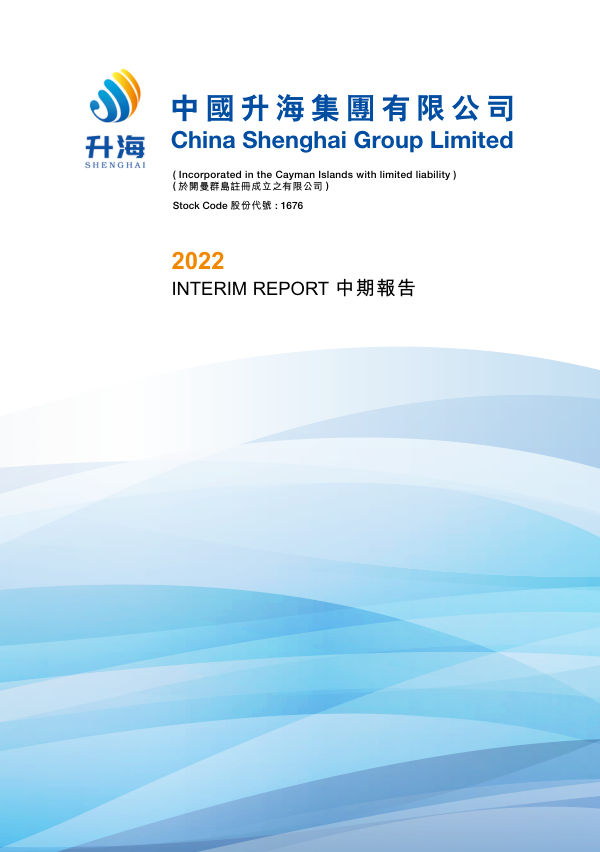 升海
SHENGHAI
中國升海集團有限公司
China Shenghai Group Limited
( Incorporated in the Cayman Islands with limited liability )
( 於開曼群島註冊成立之有限公司 )
Stock Code 股份代號 : 1676
2022
INTERIM REPORT 中期報告